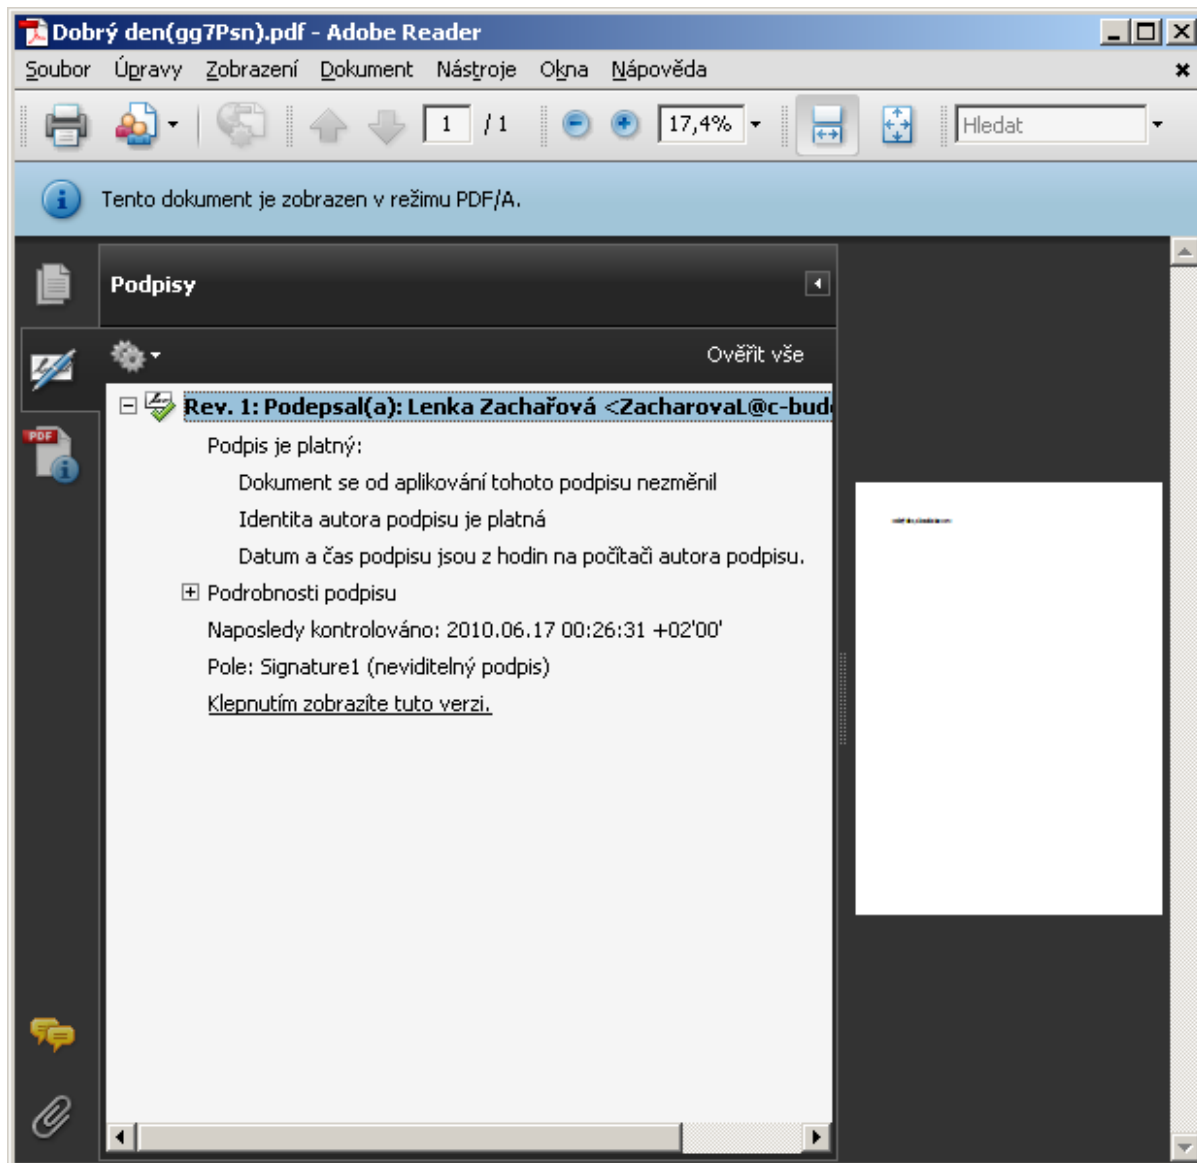 Dobrý den(gg7Psn).pdf - Adobe Reader
Soubor Úpravy Zobrazení Dokument Nástroje Okna Nápověda
1 / 1 17,4% Hledat
Tento dokument je zobrazen v režimu PDF/A.
Podpisy
Ověřit vše
Rev. 1: Podepsal(a): Lenka Zachařová <ZacharovaL@c-bud
Podpis je platný:
Dokument se od aplikování tohoto podpisu nezměnil
Identita autora podpisu je platná
Datum a čas podpisu jsou z hodin na počítači autora podpisu.
Podrobnosti podpisu
Naposledy kontrolováno: 2010.06.17 00:26:31 +02'00'
Pole: Signature1 (neviditelný podpis)
Klepnutím zobrazíte tuto verzi.
PDF